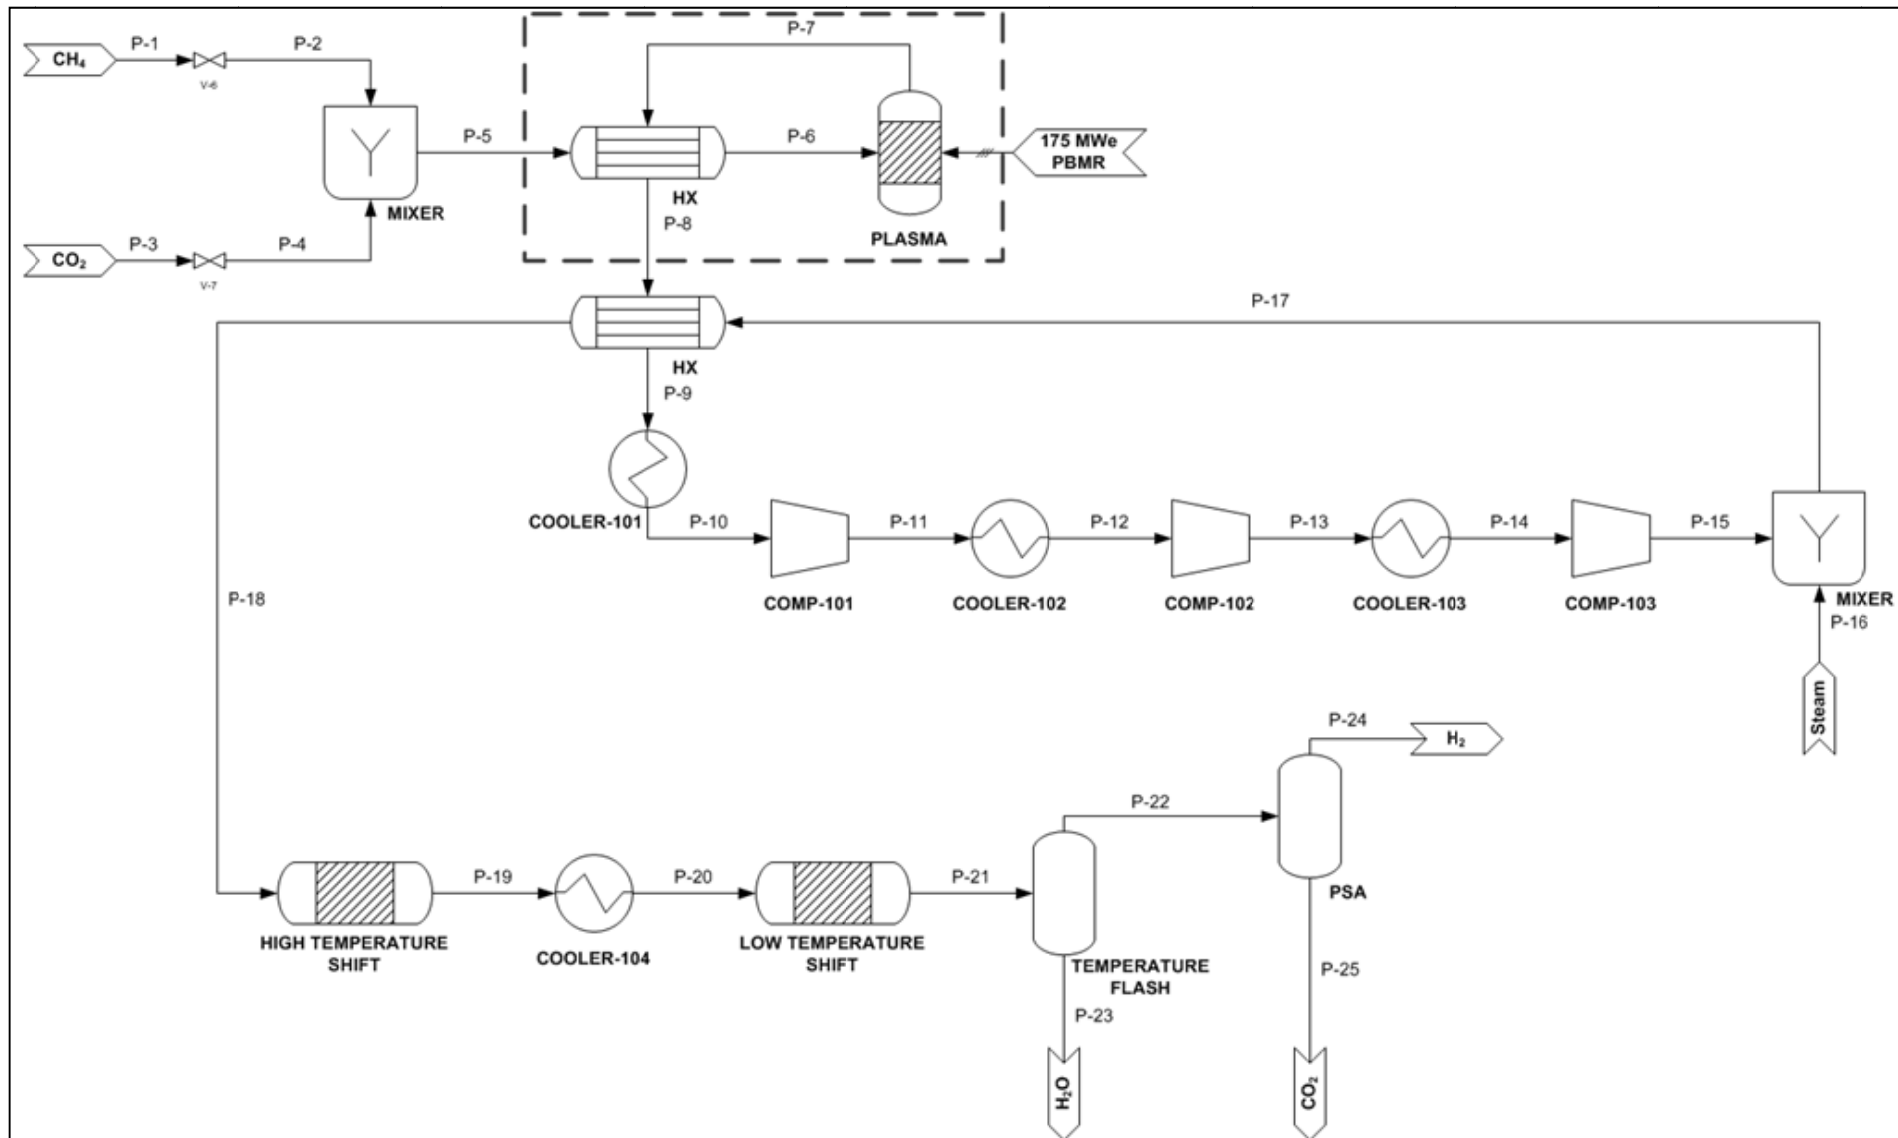 P-7
P-1
P-2
CH₄
V-6
P-5
P-6
175 MWe
PBMR
HX
MIXER
P-8
PLASMA
P-3
P-4
CO₂
V-7
P-17
HX
P-9
COOLER-101
P-10
P-11
P-12
P-13
P-14
P-15
COMP-101
COOLER-102
COMP-102
COOLER-103
COMP-103
MIXER
P-16
P-18
Steam
P-24
H₂
P-22
P-19
P-20
P-21
PSA
HIGH TEMPERATURE
SHIFT
COOLER-104
LOW TEMPERATURE
SHIFT
TEMPERATURE
FLASH
P-25
P-23
H₂O
CO₂